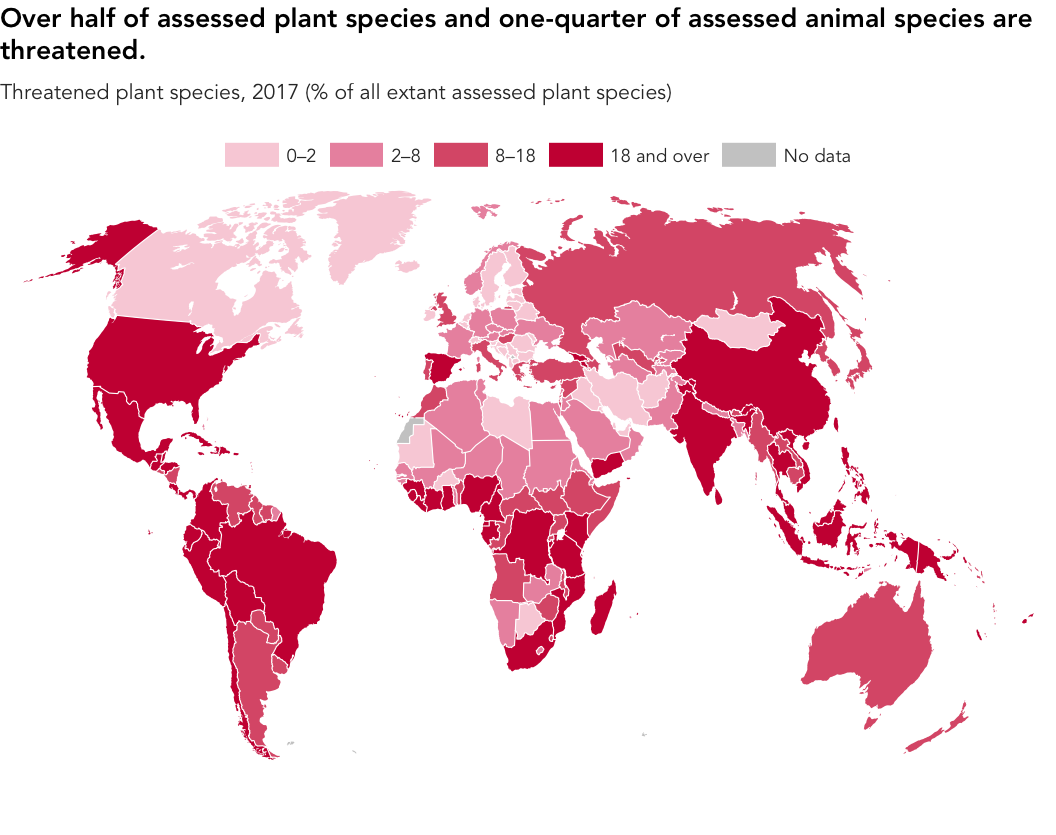 Over half of assessed plant species and one-quarter of assessed animal species are
threatened.
Threatened plant species, 2017 (% of all extant assessed plant species)
0–2 2–8 8–18 18 and over No data